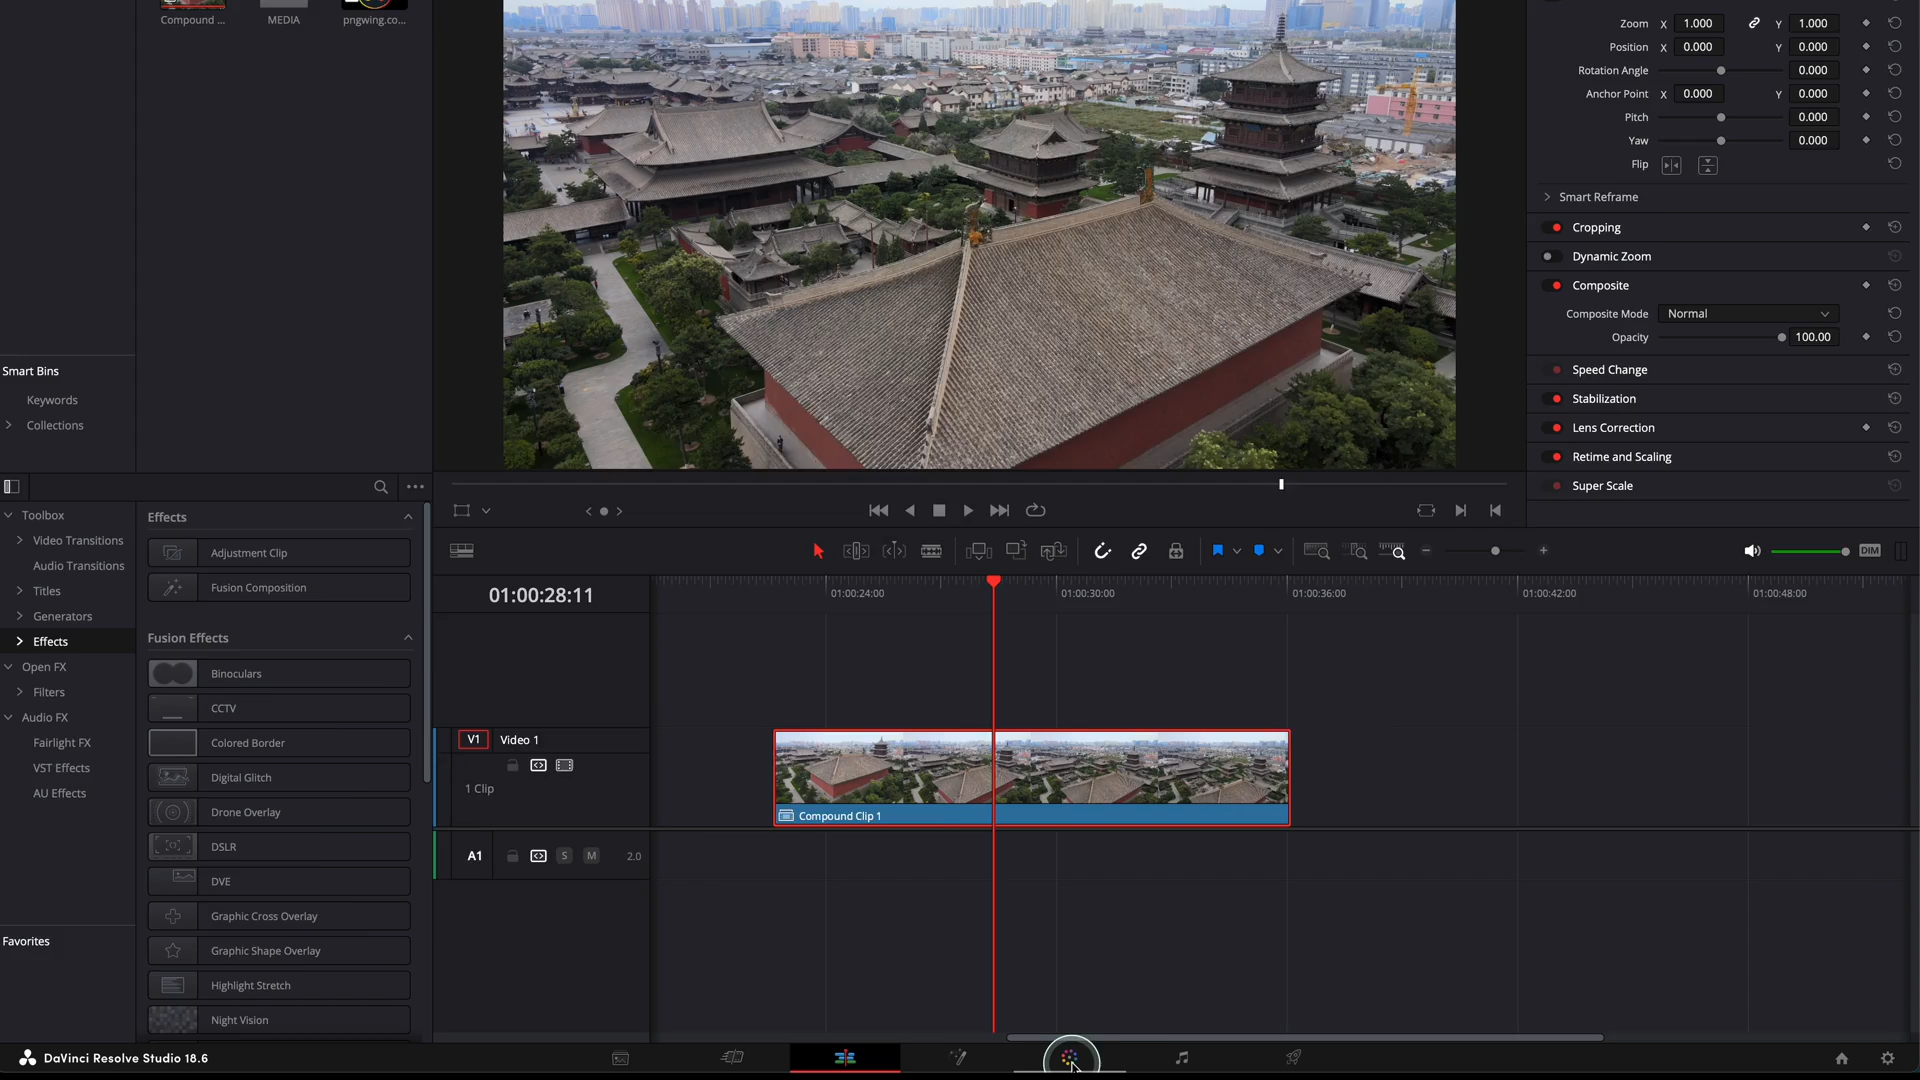 Compound ...
MEDIA
pngwing.co...
Zoom X 1.000 Y 1.000
Position X 0.000 Y 0.000
Rotation Angle 0.000
Anchor Point X 0.000 Y 0.000
Pitch 0.000
Yaw 0.000
Flip
Smart Reframe
Cropping
Dynamic Zoom
Composite
Composite Mode Normal
Opacity 100.00
Speed Change
Stabilization
Lens Correction
Retime and Scaling
Super Scale
Smart Bins
Keywords
Collections
Toolbox
Video Transitions
Audio Transitions
Titles
Generators
Effects
Open FX
Filters
Audio FX
Fairlight FX
VST Effects
AU Effects
Favorites
Effects
Adjustment Clip
Fusion Composition
Fusion Effects
Binoculars
CCTV
Colored Border
Digital Glitch
Drone Overlay
DSLR
DVE
Graphic Cross Overlay
Graphic Shape Overlay
Highlight Stretch
Night Vision
DIM
01:00:28:11
01:00:24:00
01:00:30:00
01:00:36:00
01:00:42:00
01:00:48:00
V1 Video 1
1 Clip
Compound Clip 1
A1 S M 2.0
DaVinci Resolve Studio 18.6